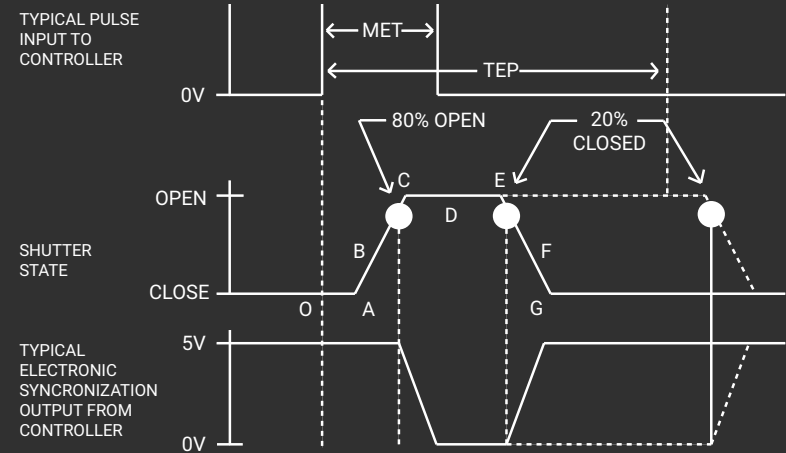 TYPICAL PULSE
INPUT TO
CONTROLLER
MET
TEP
0V
80% OPEN
20%
CLOSED
OPEN
C
E
D
B
F
SHUTTER
STATE
CLOSE
O
A
G
5V
TYPICAL
ELECTRONIC
SYNCRONIZATION
OUTPUT FROM
CONTROLLER
0V